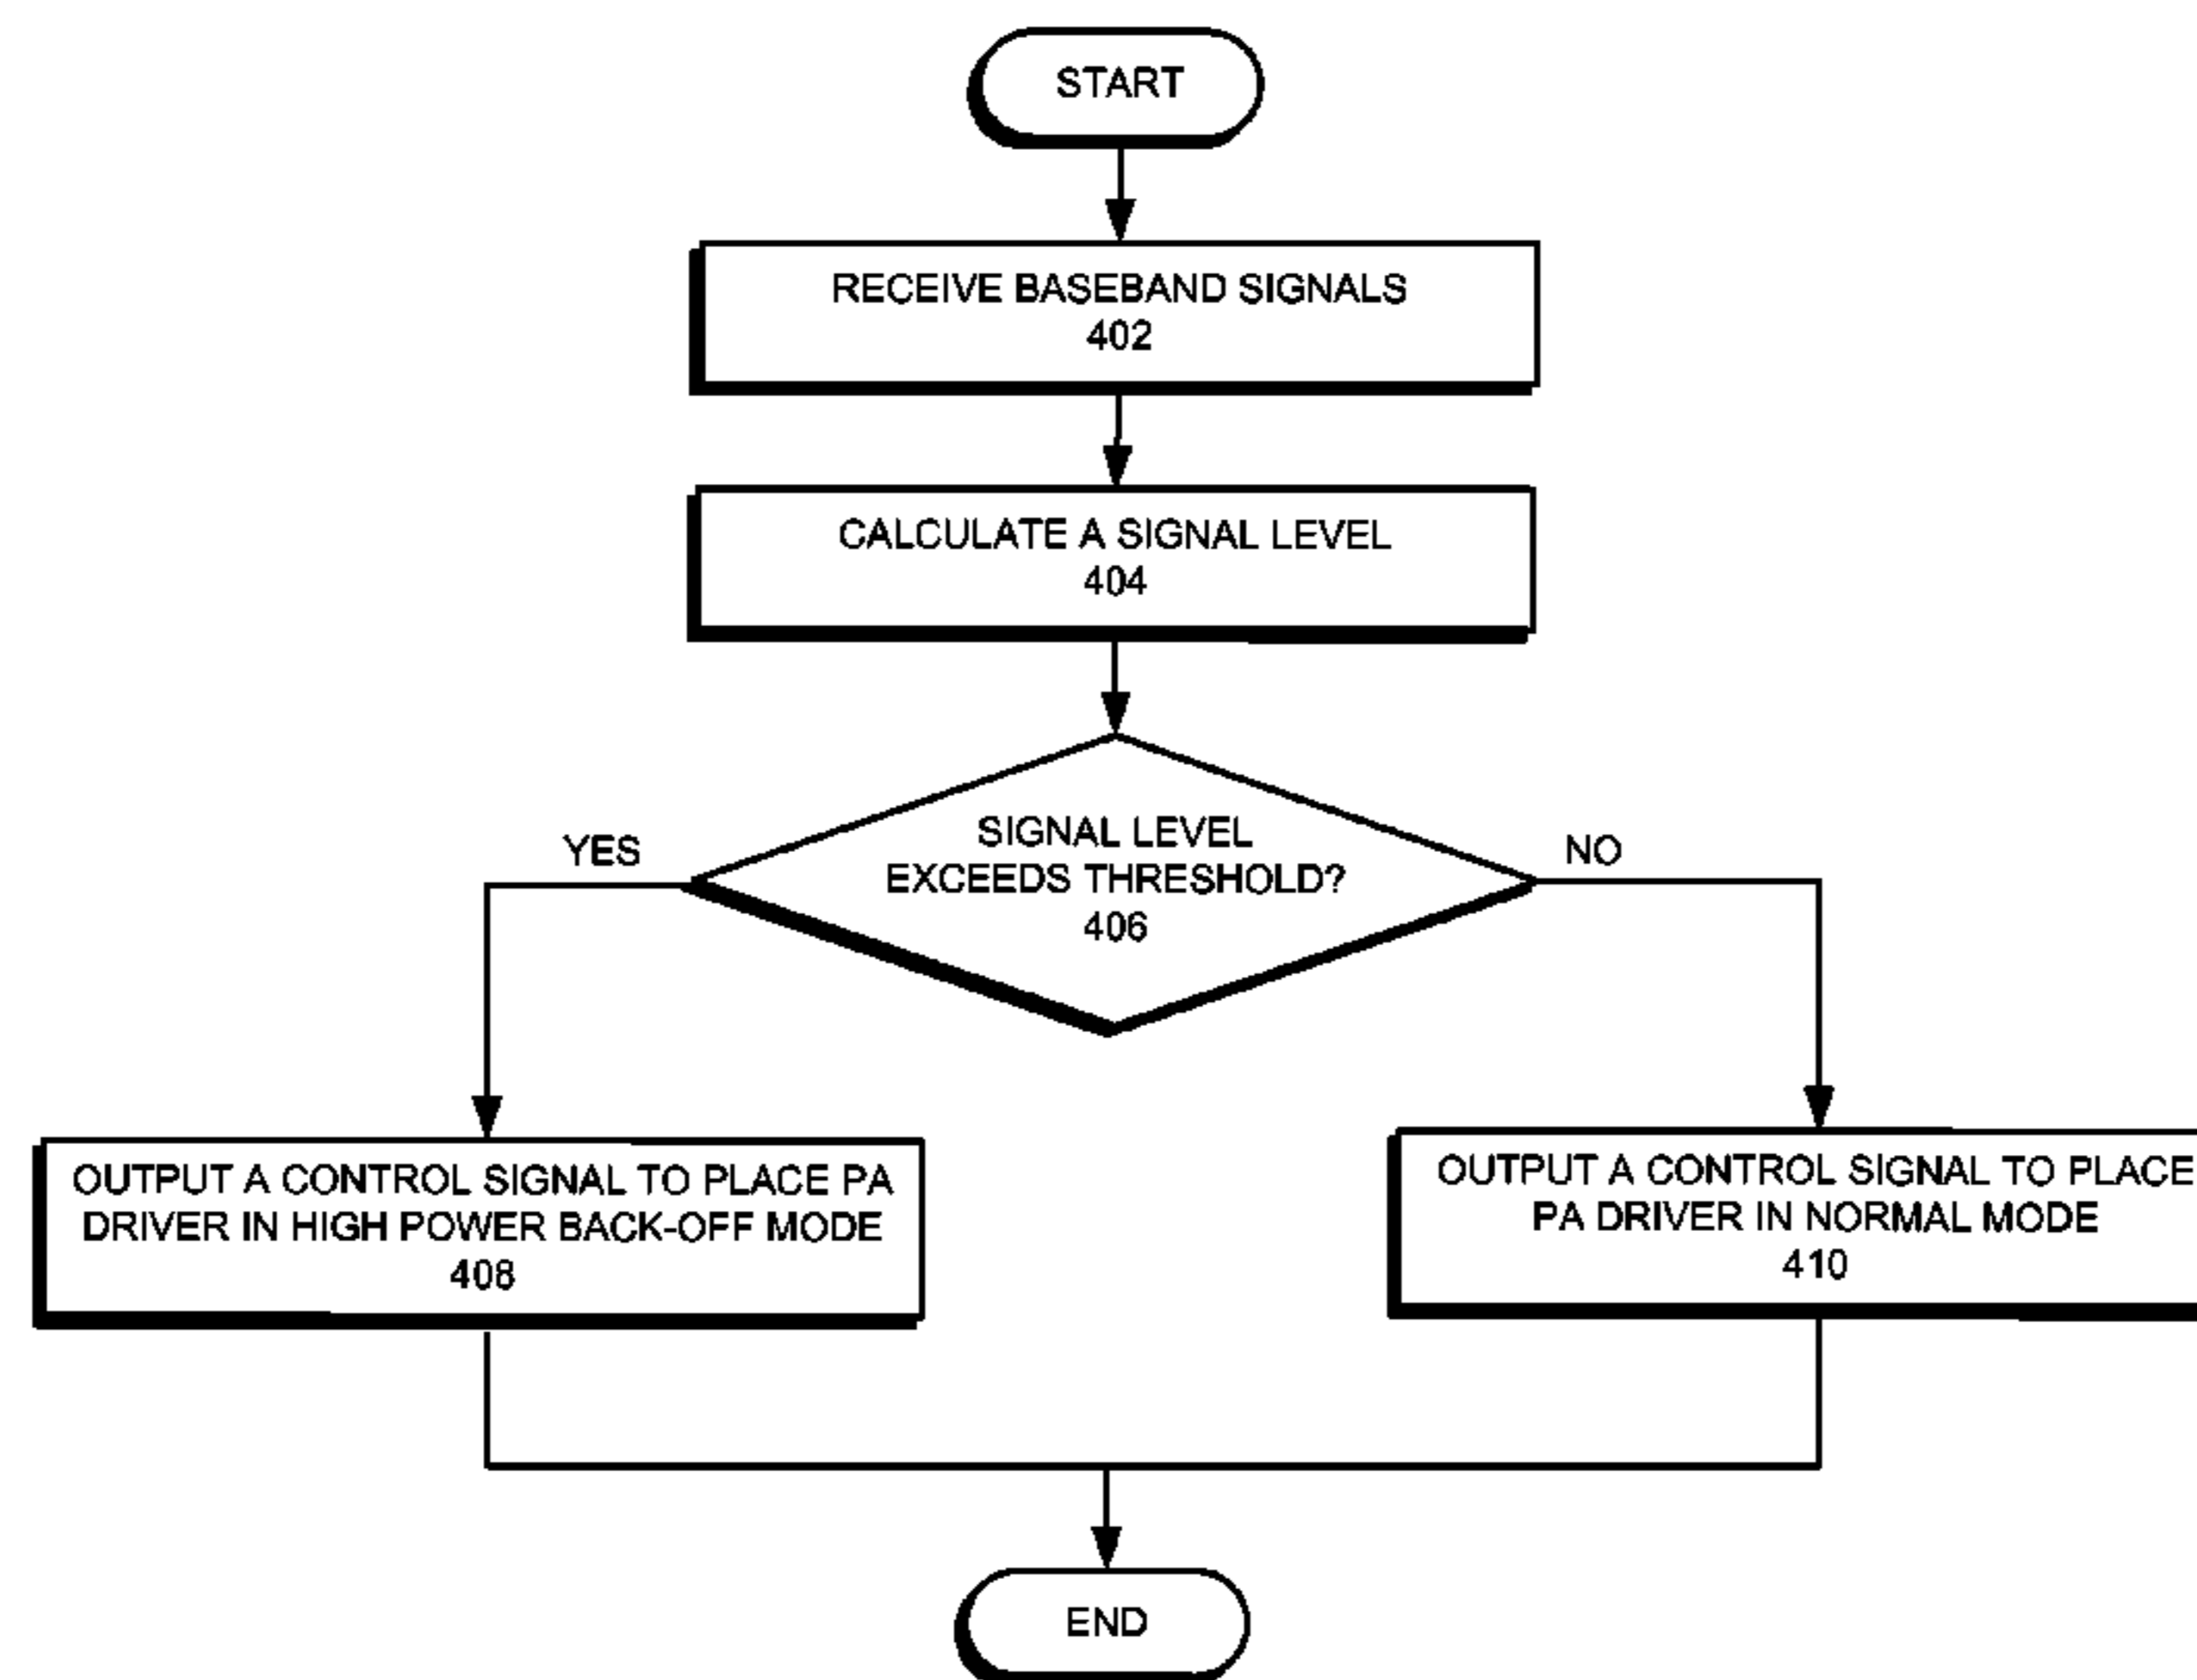 START
RECEIVE BASEBAND SIGNALS
402
CALCULATE A SIGNAL LEVEL
404
SIGNAL LEVEL
EXCEEDS THRESHOLD?
406
YES
NO
OUTPUT A CONTROL SIGNAL TO PLACE PA
DRIVER IN HIGH POWER BACK-OFF MODE
408
OUTPUT A CONTROL SIGNAL TO PLACE
PA DRIVER IN NORMAL MODE
410
END